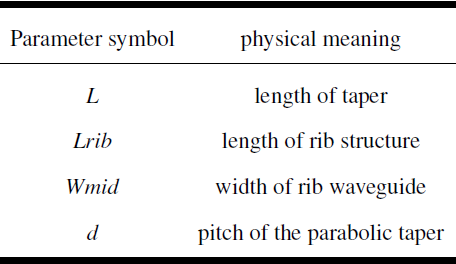 Parameter symbol physical meaning
L length of taper
Lrib length of rib structure
Wmid width of rib waveguide
d pitch of the parabolic taper